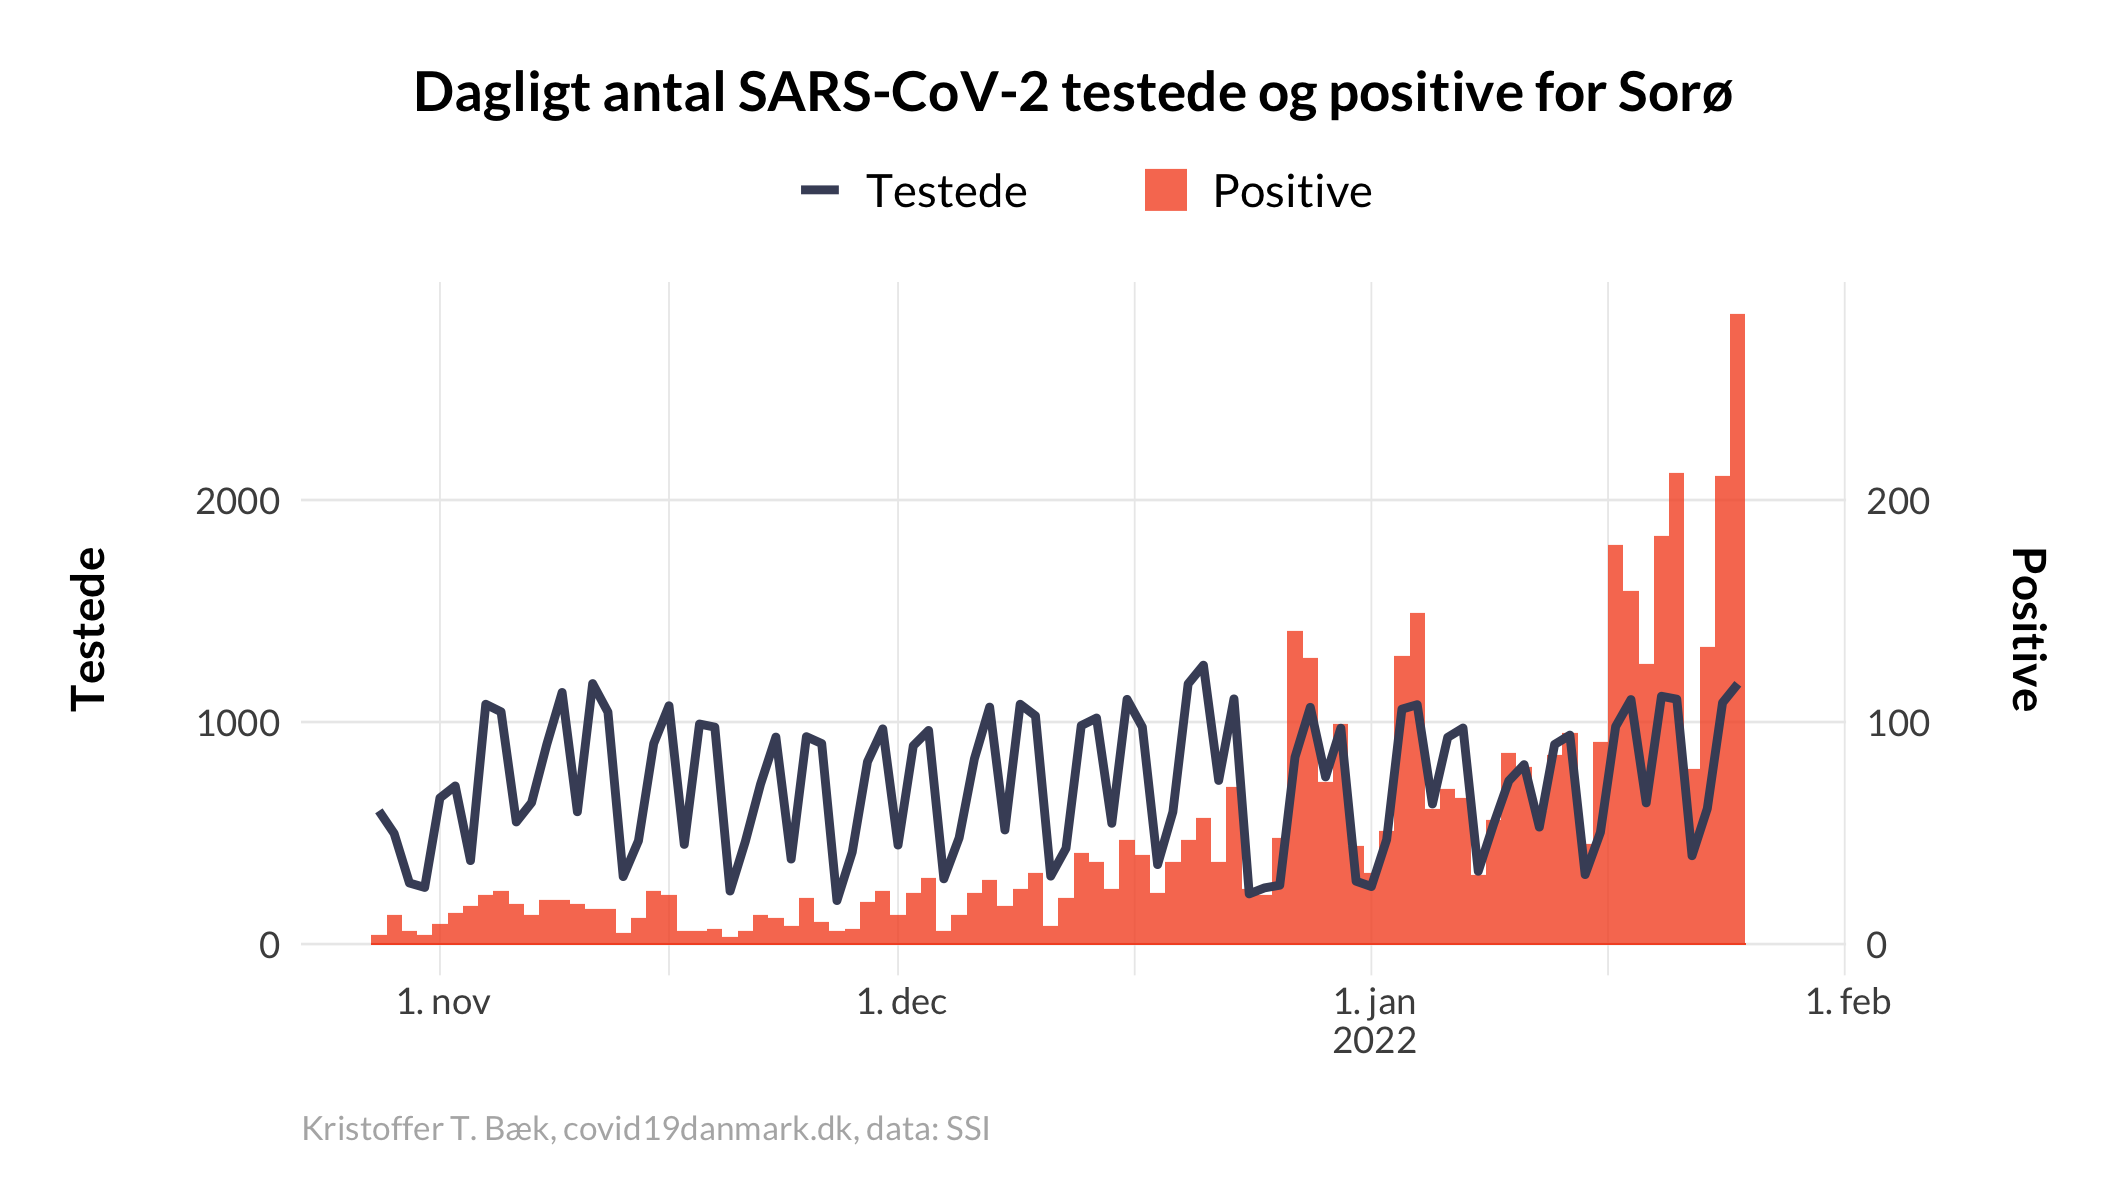 Dagligt antal SARS-CoV-2 testede og positive for Sorø
Testede
Positive
Testede
2000
1000
0
200
100
0
Positive
1. nov
1. dec
1. jan
2022
1. feb
Kristoffer T. Bæk, covid19danmark.dk, data: SSI